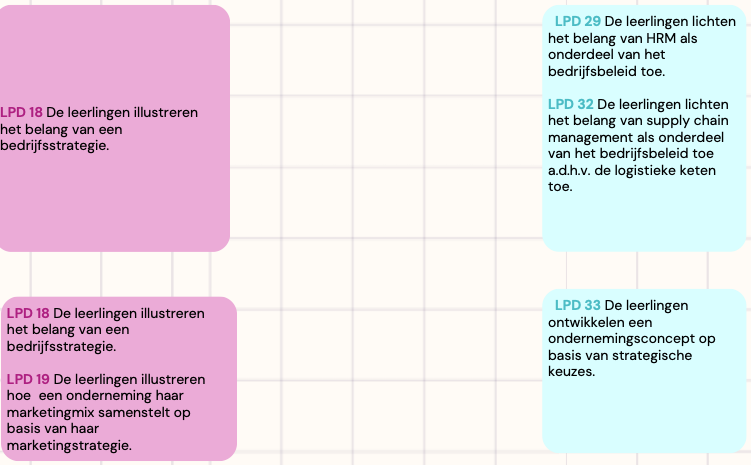 LPD 18 De leerlingen illustreren
het belang van een
bedrijfsstrategie.
LPD 29 De leerlingen lichten
het belang van HRM als
onderdeel van het
bedrijfsbeleid toe.
LPD 32 De leerlingen lichten
het belang van supply chain
management als onderdeel
van het bedrijfsbeleid toe
a.d.h.v. de logistieke keten
toe.
LPD 18 De leerlingen illustreren
het belang van een
bedrijfsstrategie.
LPD 19 De leerlingen illustreren
hoe een onderneming haar
marketingmix samenstelt op
basis van haar
marketingstrategie.
LPD 33 De leerlingen
ontwikkelen een
ondernemingsconcept op
basis van strategische
keuzes.